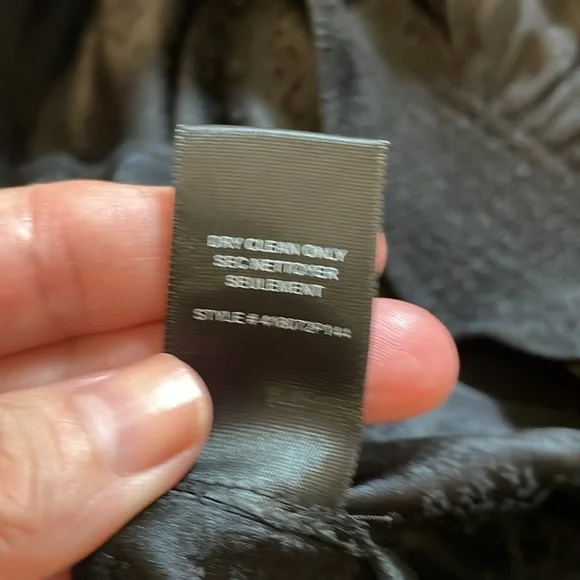 DRY CLEAN ONLY
SEC NETTOYER
SEULEMENT
STYLE #